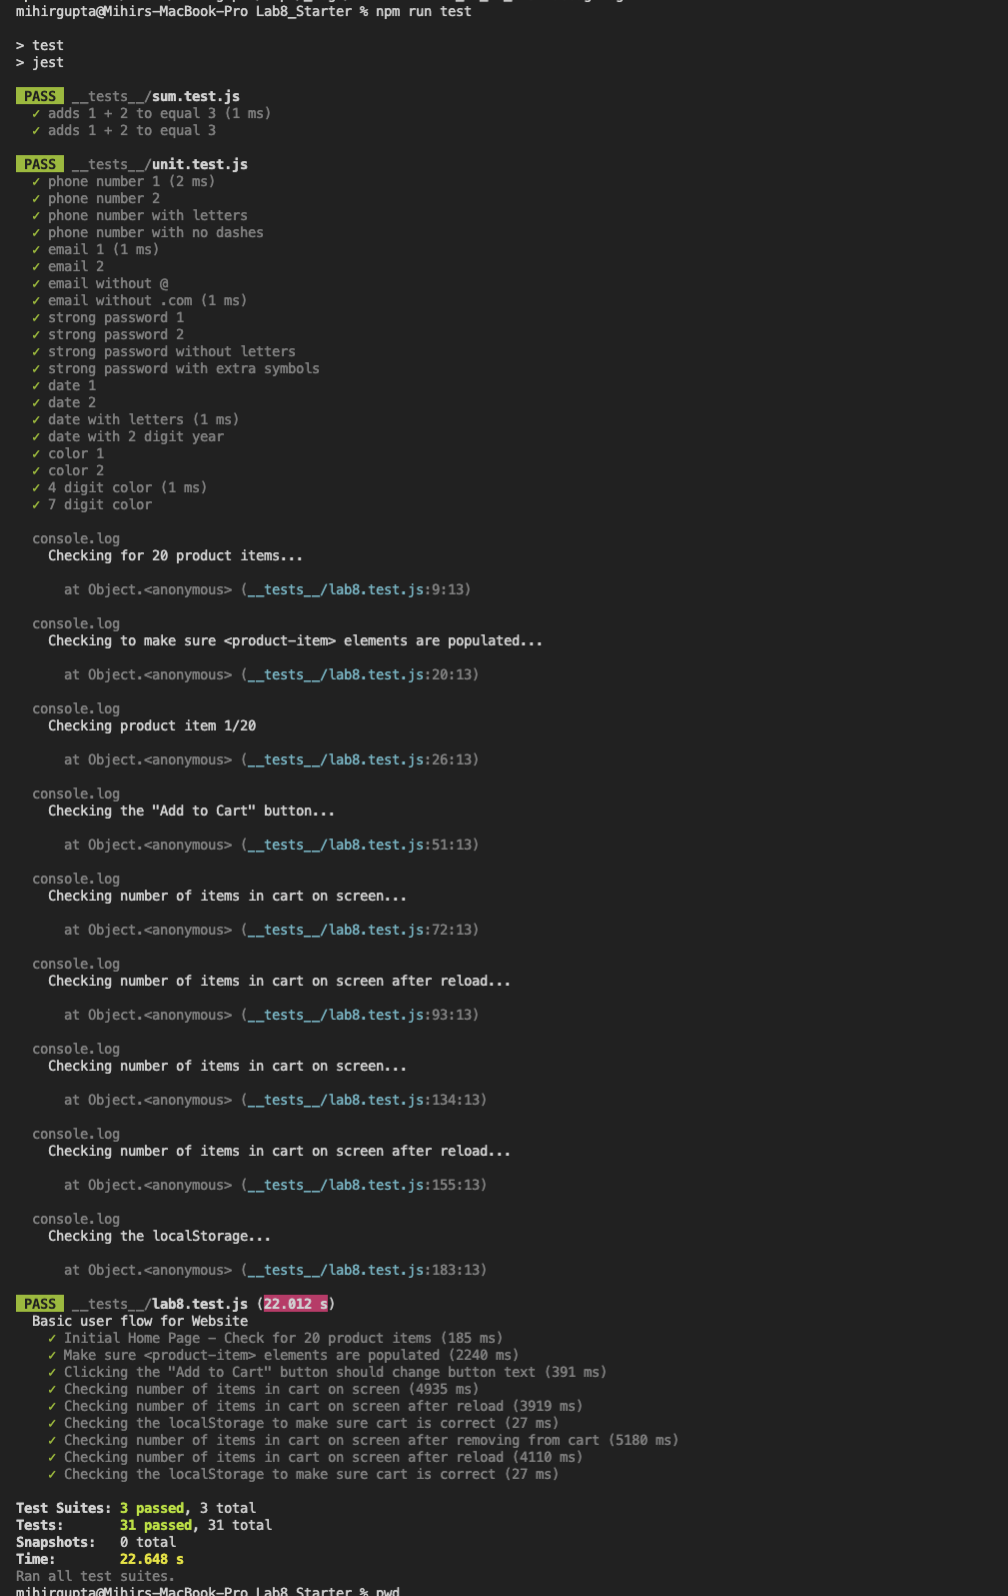 mihirgupta@Mihirs-MacBook-Pro Lab8_Starter % npm run test
> test
> jest
PASS __tests__/sum.test.js
✓ adds 1 + 2 to equal 3 (1 ms)
✓ adds 1 + 2 to equal 3
PASS __tests__/unit.test.js
✓ phone number 1 (2 ms)
✓ phone number 2
✓ phone number with letters
✓ phone number with no dashes
✓ email 1 (1 ms)
✓ email 2
✓ email without @
✓ email without .com (1 ms)
✓ strong password 1
✓ strong password 2
✓ strong password without letters
✓ strong password with extra symbols
✓ date 1
✓ date 2
✓ date with letters (1 ms)
✓ date with 2 digit year
✓ color 1
✓ color 2
✓ 4 digit color (1 ms)
✓ 7 digit color
console.log
Checking for 20 product items...
at Object.<anonymous> (__tests__/lab8.test.js:9:13)
console.log
Checking to make sure <product-item> elements are populated...
at Object.<anonymous> (__tests__/lab8.test.js:20:13)
console.log
Checking product item 1/20
at Object.<anonymous> (__tests__/lab8.test.js:26:13)
console.log
Checking the "Add to Cart" button...
at Object.<anonymous> (__tests__/lab8.test.js:51:13)
console.log
Checking number of items in cart on screen...
at Object.<anonymous> (__tests__/lab8.test.js:72:13)
console.log
Checking number of items in cart on screen after reload...
at Object.<anonymous> (__tests__/lab8.test.js:93:13)
console.log
Checking number of items in cart on screen...
at Object.<anonymous> (__tests__/lab8.test.js:134:13)
console.log
Checking number of items in cart on screen after reload...
at Object.<anonymous> (__tests__/lab8.test.js:155:13)
console.log
Checking the localStorage...
at Object.<anonymous> (__tests__/lab8.test.js:183:13)
PASS __tests__/lab8.test.js (22.012 s)
Basic user flow for Website
✓ Initial Home Page – Check for 20 product items (185 ms)
✓ Make sure <product-item> elements are populated (2240 ms)
✓ Clicking the "Add to Cart" button should change button text (391 ms)
✓ Checking number of items in cart on screen (4935 ms)
✓ Checking number of items in cart on screen after reload (3919 ms)
✓ Checking the localStorage to make sure cart is correct (27 ms)
✓ Checking number of items in cart on screen after removing from cart (5180 ms)
✓ Checking number of items in cart on screen after reload (4110 ms)
✓ Checking the localStorage to make sure cart is correct (27 ms)
Test Suites: 3 passed, 3 total
Tests: 31 passed, 31 total
Snapshots: 0 total
Time: 22.648 s
Ran all test suites.
mihirgupta@Mihirs-MacBook-Pro Lab8_Starter % pwd